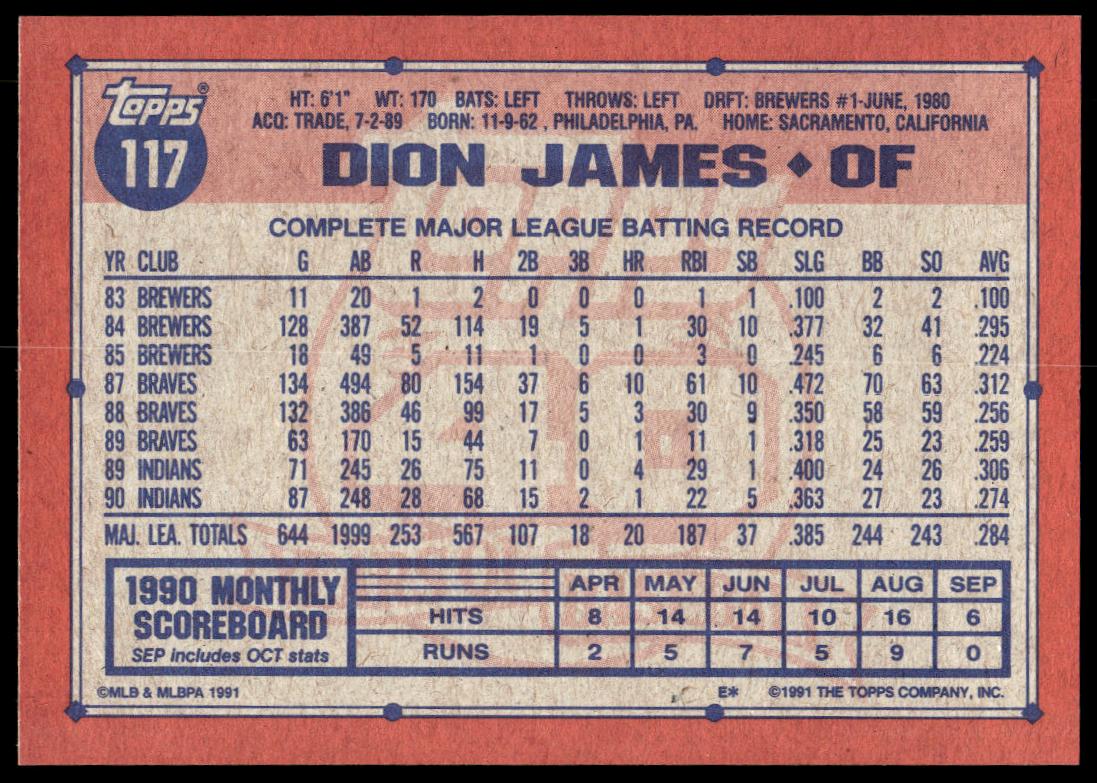 Topps®
117
HT: 6'1" WT: 170 BATS: LEFT THROWS: LEFT DRFT: BREWERS #1-JUNE, 1980
ACQ: TRADE, 7-2-89 BORN: 11-9-62 , PHILADELPHIA, PA. HOME: SACRAMENTO, CALIFORNIA
DION JAMES ♦ OF
COMPLETE MAJOR LEAGUE BATTING RECORD
YR CLUB G AB R H 2B 3B HR RBI SB SLG BB SO AVG
83 BREWERS 11 20 1 2 0 0 0 1 1 .100 2 2 .100
84 BREWERS 128 387 52 114 19 5 1 30 10 .377 32 41 .295
85 BREWERS 18 49 5 11 1 0 0 3 0 .245 6 6 .224
87 BRAVES 134 494 80 154 37 6 10 61 10 .472 70 63 .312
88 BRAVES 132 386 46 99 17 5 3 30 9 .350 58 59 .256
89 BRAVES 63 170 15 44 7 0 1 11 1 .318 25 23 .259
89 INDIANS 71 245 26 75 11 0 4 29 1 .400 24 26 .306
90 INDIANS 87 248 28 68 15 2 1 22 5 .363 27 23 .274
MAJ. LEA. TOTALS 644 1999 253 567 107 18 20 187 37 .385 244 243 .284
1990 MONTHLY
SCOREBOARD
SEP includes OCT stats
APR MAY JUN JUL AUG SEP
HITS 8 14 14 10 16 6
RUNS 2 5 7 5 9 0
©MLB & MLBPA 1991 E* ©1991 THE TOPPS COMPANY, INC.